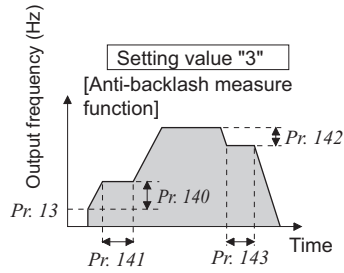 Output frequency (Hz)
Setting value "3"
[Anti-backlash measure
function]
Pr. 142
Pr. 140
Pr. 13
Time
Pr. 141
Pr. 143